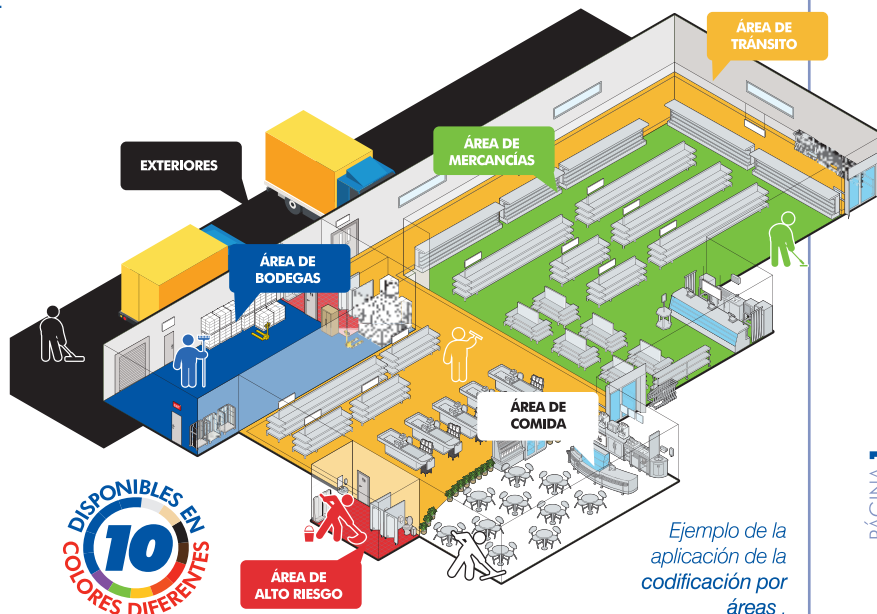 ÁREA DE
TRÁNSITO
ÁREA DE
MERCANCÍAS
EXTERIORES
ÁREA DE
BODEGAS
ÁREA DE
COMIDA
ÁREA DE
ALTO RIESGO
DISPONIBLES EN
10
COLORES DIFERENTES
Ejemplo de la
aplicación de la
codificación por
áreas .
PÁGINA